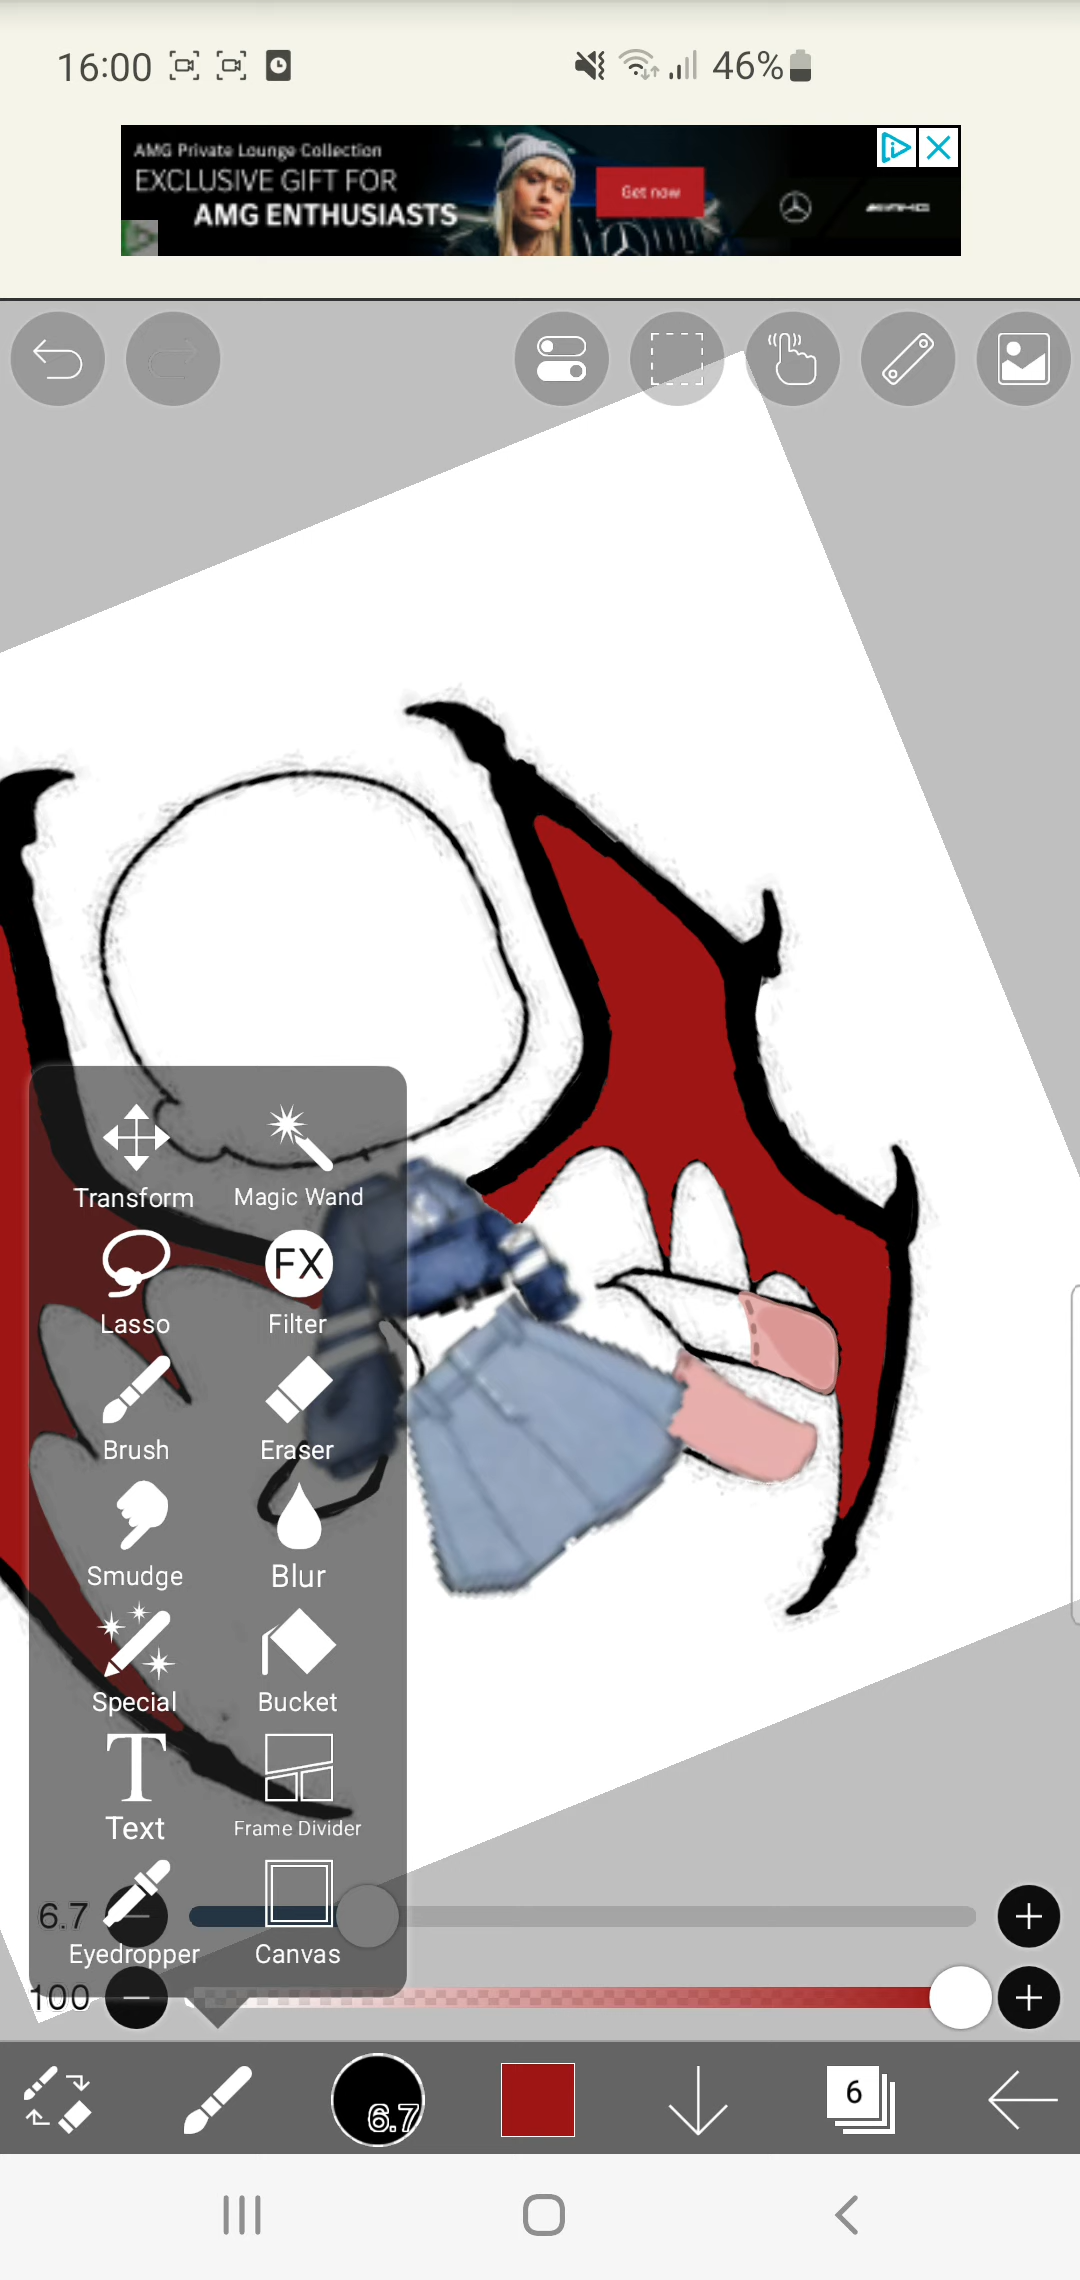 16:00
46%
AMG Private Lounge Collection
EXCLUSIVE GIFT FOR
AMG ENTHUSIASTS
Get now
AMG
Transform
Magic Wand
FX
Lasso
Filter
Brush
Eraser
Smudge
Blur
Special
Bucket
T
Text
Frame Divider
6.7
Eyedropper
Canvas
100
6.7
6